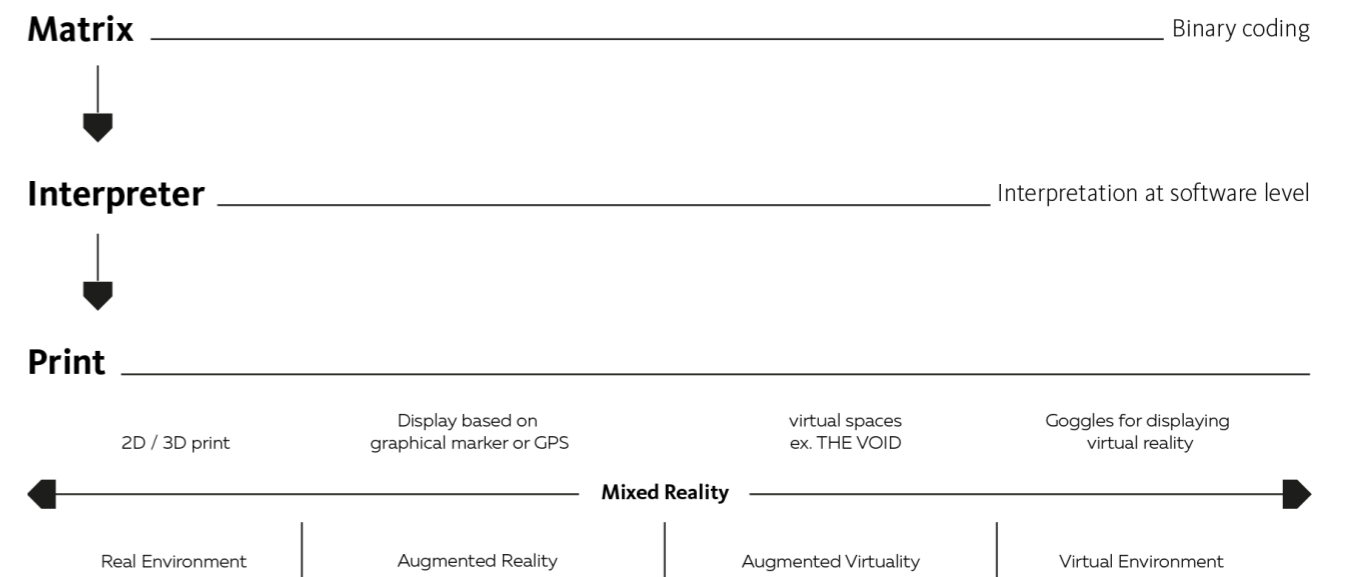 Matrix Binary coding
Interpreter Interpretation at software level
Print
2D / 3D print
Display based on
graphical marker or GPS
virtual spaces
ex. THE VOID
Goggles for displaying
virtual reality
Mixed Reality
Real Environment
Augmented Reality
Augmented Virtuality
Virtual Environment